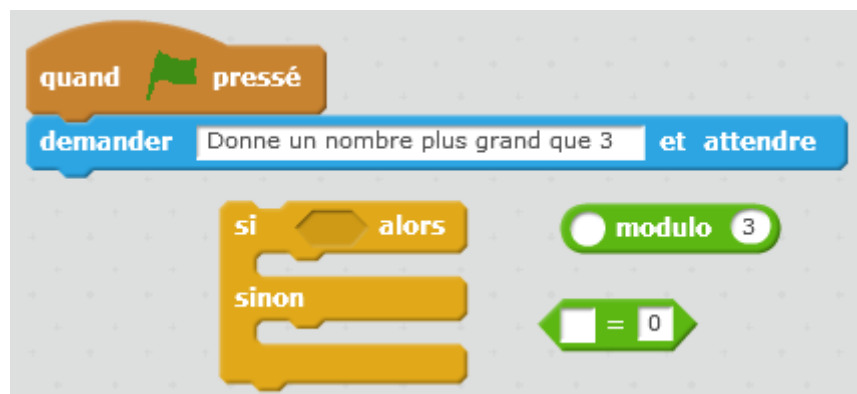 quand pressé
demander Donne un nombre plus grand que 3 et attendre
si alors
modulo 3
sinon
= 0